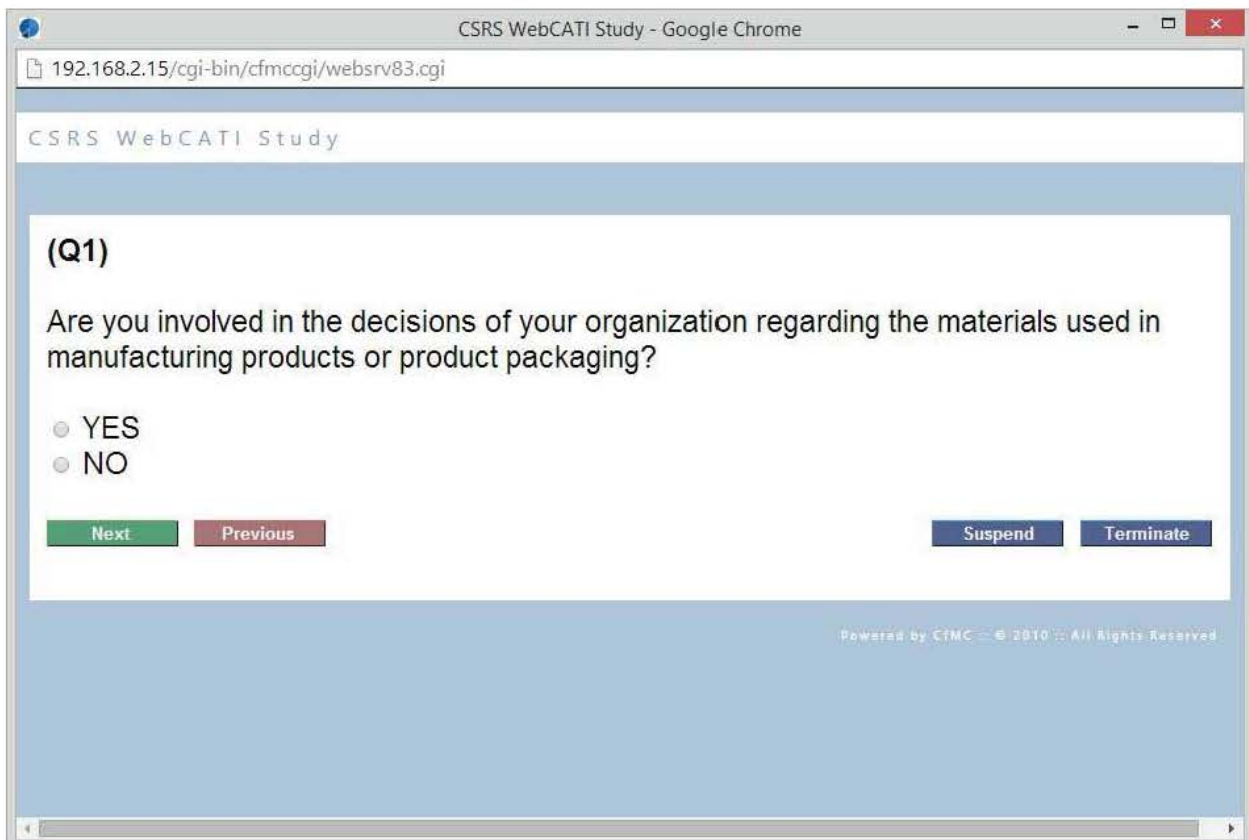 CSRS WebCATI Study - Google Chrome
192.168.2.15/cgi-bin/cfmccgi/websrv83.cgi
CSRS WebCATI Study
(Q1)
Are you involved in the decisions of your organization regarding the materials used in
manufacturing products or product packaging?
YES
NO
Next Previous Suspend Terminate
Powered by CfMC :: © 2010 :: All Rights Reserved